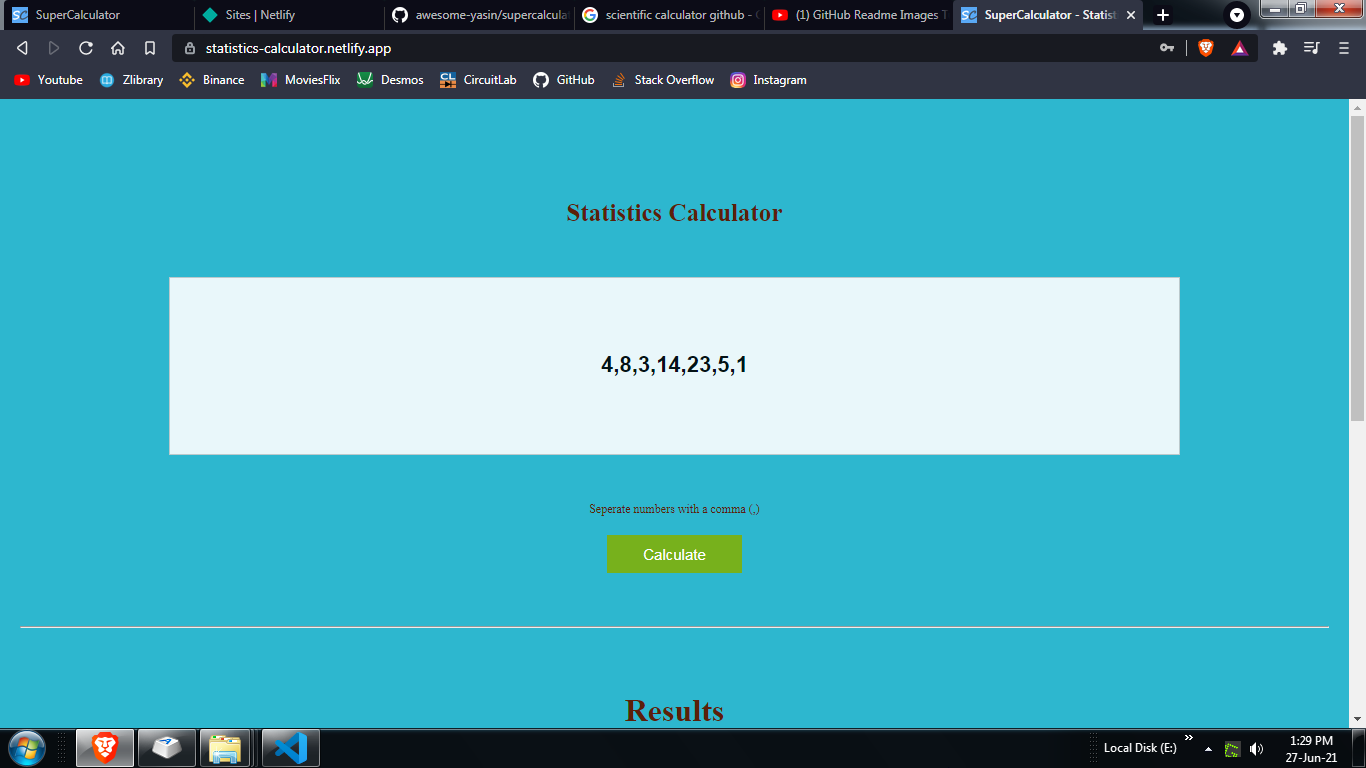 SuperCalculator
Sites | Netlify
awesome-yasin/supercalculat
scientific calculator github -
(1) GitHub Readme Images T
SuperCalculator - Statist
statistics-calculator.netlify.app
Youtube
Zlibrary
Binance
MoviesFlix
Desmos
CircuitLab
GitHub
Stack Overflow
Instagram
Statistics Calculator
4,8,3,14,23,5,1
Seperate numbers with a comma (,)
Calculate
Results
Local Disk (E:)
1:29 PM
27-Jun-21